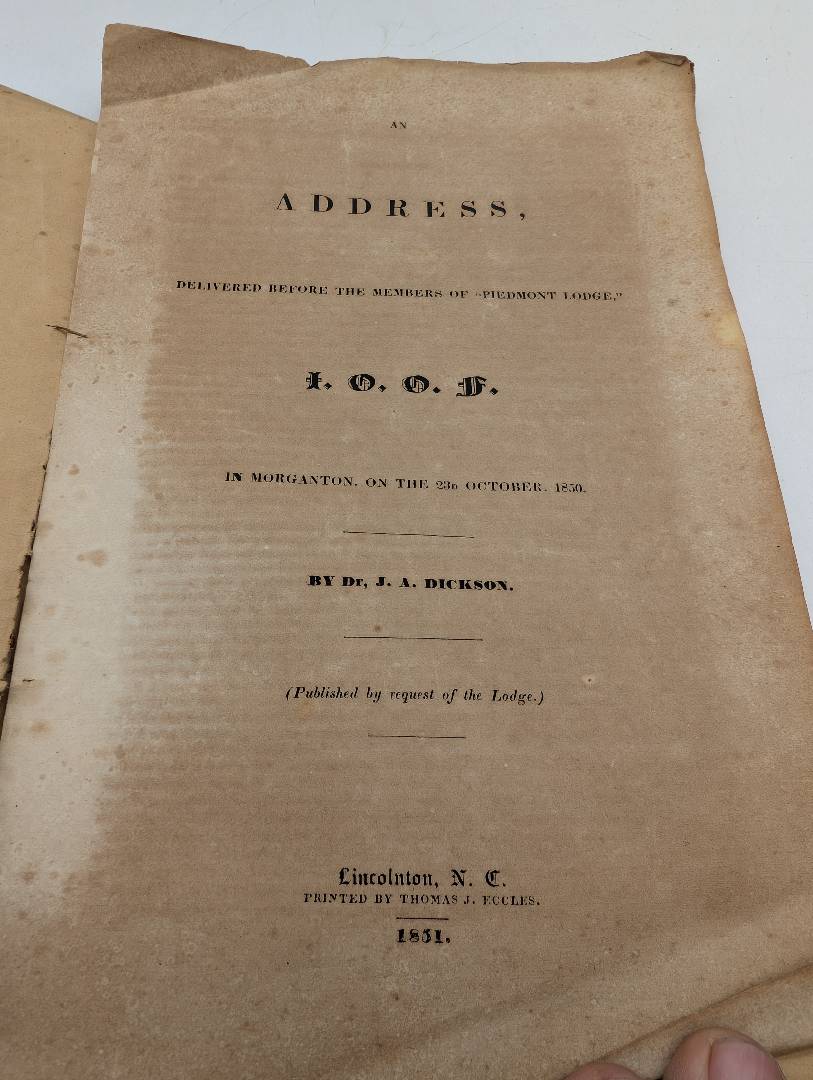 AN
ADDRESS,
DELIVERED BEFORE THE MEMBERS OF "PIEDMONT LODGE,"
I. O. O. F.
IN MORGANTON, ON THE 23D OCTOBER, 1850.
BY Dr, J. A. DICKSON.
(Published by request of the Lodge.)
Lincolnton, N. C.
PRINTED BY THOMAS J. ECCLES.
1851.